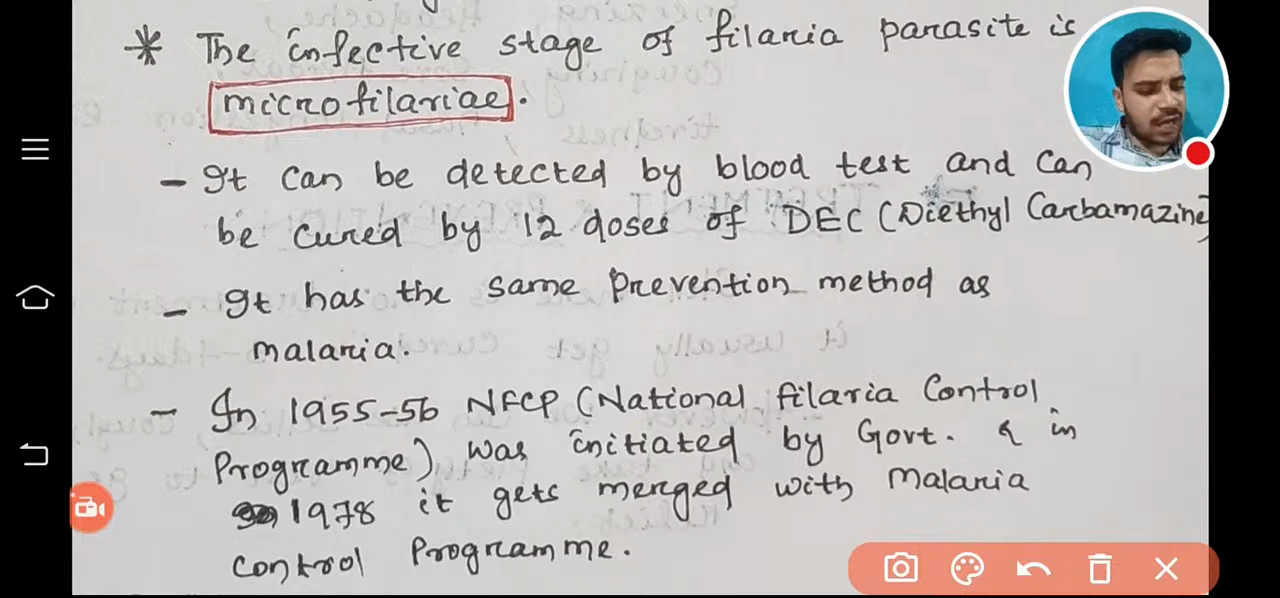 * The infective stage of filaria parasite is
microfilariae.
- It can be detected by blood test and can
be cured by 12 doses of DEC (Diethyl Carbamazine)
- It has the same Prevention method as
malaria.
- In 1955-56 NFCP (National filaria Control
Programme) was initiated by Govt. & in
1978 it gets merged with Malaria
control Programme.